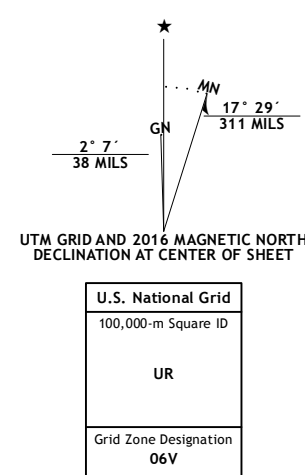 ★
MN
GN
17° 29´
311 MILS
2° 7´
38 MILS
UTM GRID AND 2016 MAGNETIC NORTH
DECLINATION AT CENTER OF SHEET
U.S. National Grid
100,000-m Square ID
UR
Grid Zone Designation
06V